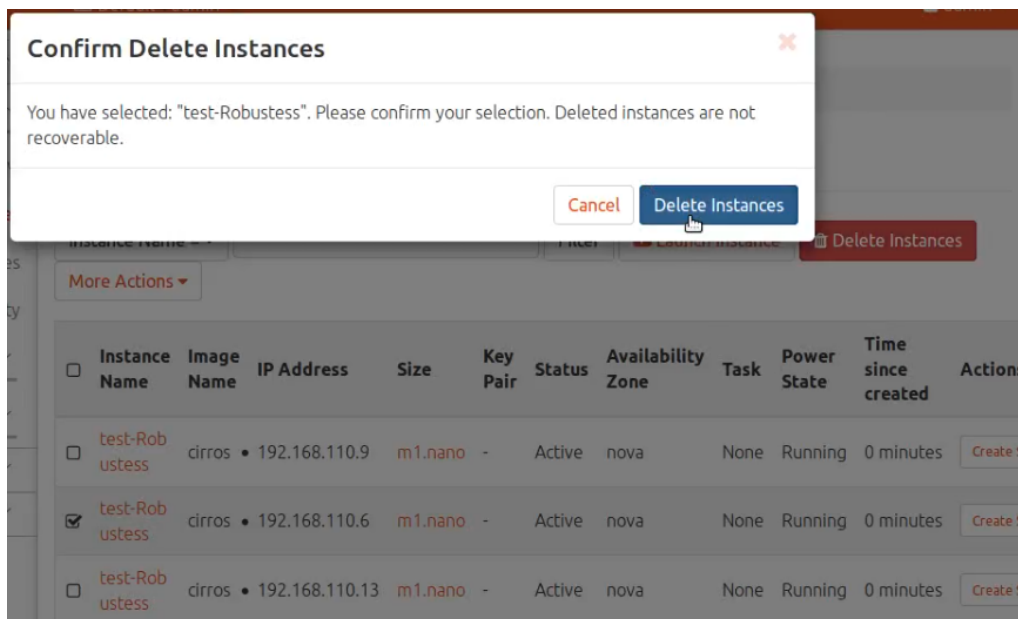 Confirm Delete Instances
You have selected: "test-Robustess". Please confirm your selection. Deleted instances are not
recoverable.
Cancel Delete Instances
Delete Instances
More Actions
Instance Name Image Name IP Address Size Key Pair Status Availability Zone Task Power State Time since created Action
test-Rob
ustess
cirros • 192.168.110.9 m1.nano - Active nova None Running 0 minutes Create
test-Rob
ustess
cirros • 192.168.110.6 m1.nano - Active nova None Running 0 minutes Create
test-Rob
ustess
cirros • 192.168.110.13 m1.nano - Active nova None Running 0 minutes Create